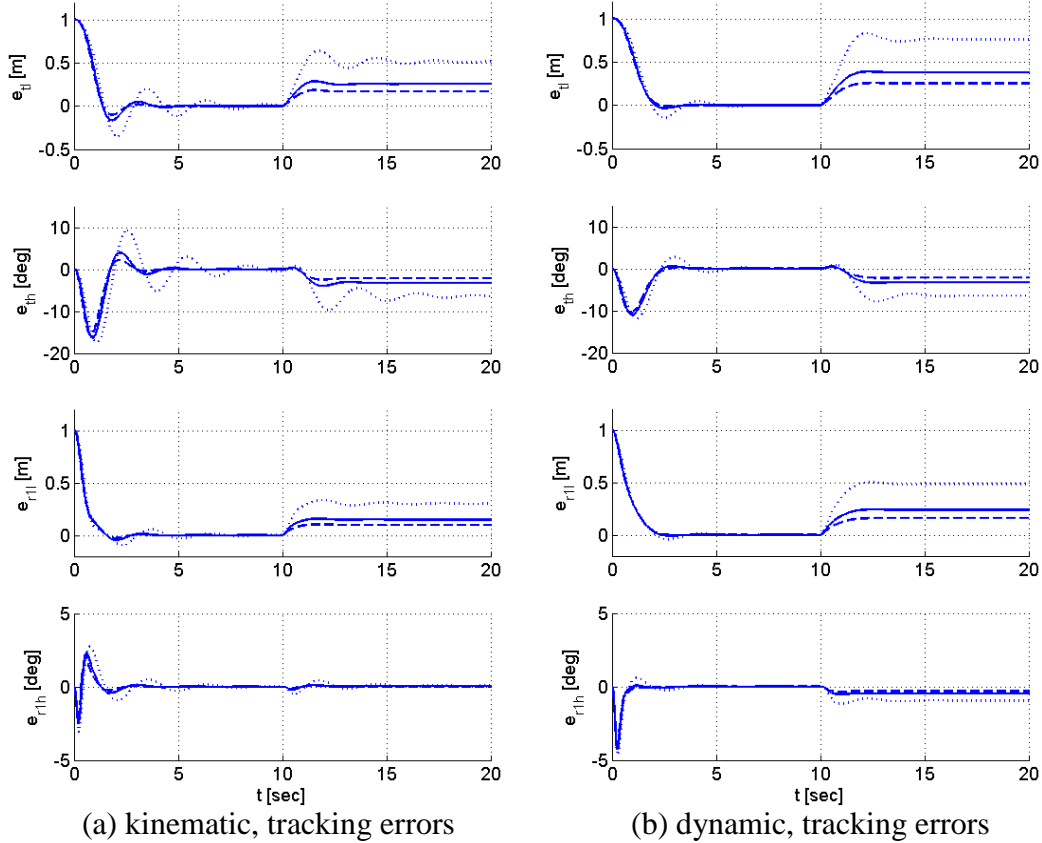 1
0.5
0
-0.5
e_tl [m]
0 5 10 15 20
1
0.5
0
-0.5
e_tl [m]
0 5 10 15 20
10
0
-10
-20
e_th [deg]
0 5 10 15 20
10
0
-10
-20
e_th [deg]
0 5 10 15 20
1
0.5
0
e_r1l [m]
0 5 10 15 20
1
0.5
0
e_r1l [m]
0 5 10 15 20
5
0
-5
e_r1h [deg]
0 5 10 15 20
t [sec]
5
0
-5
e_r1h [deg]
0 5 10 15 20
t [sec]
(a) kinematic, tracking errors
(b) dynamic, tracking errors